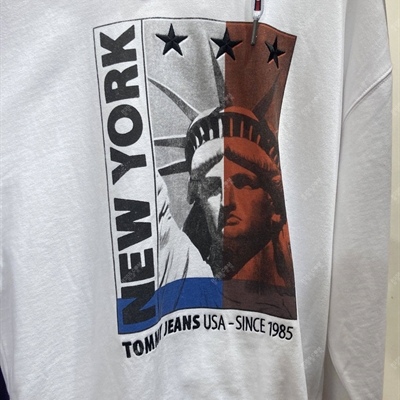 NEW YORK
TOMMY JEANS USA - SINCE 1985